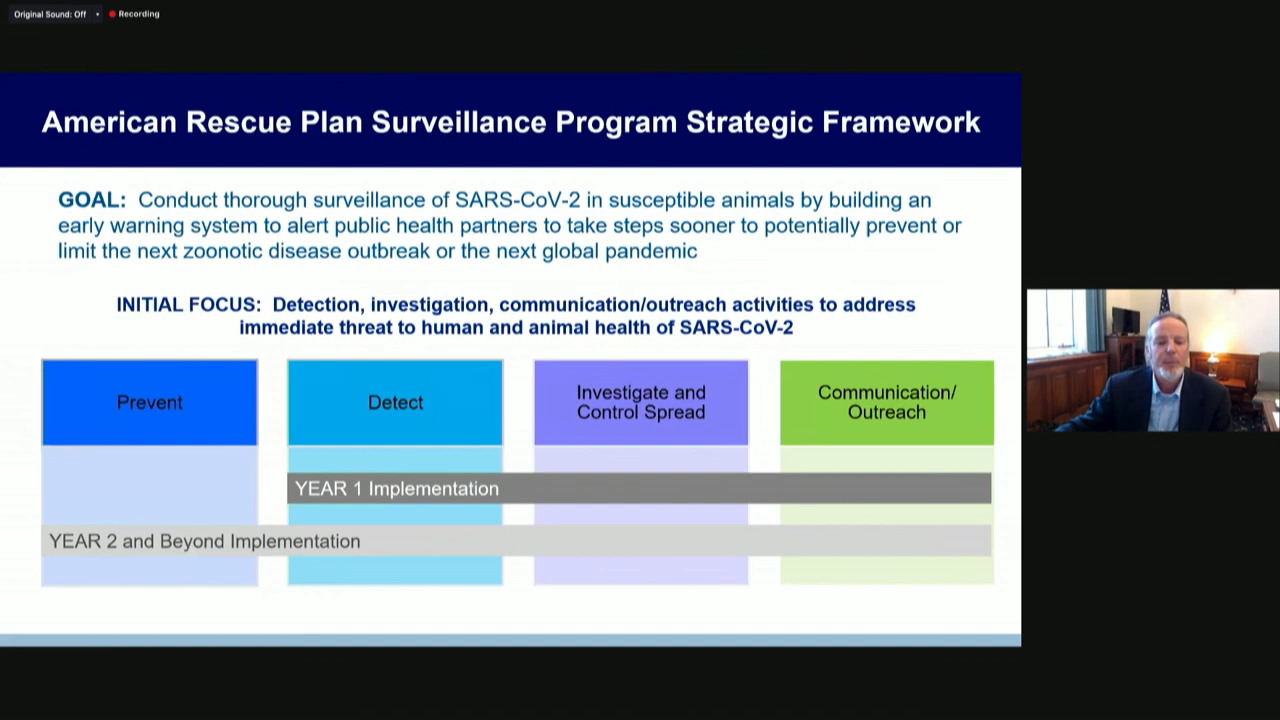 Original Sound: Off
Recording
American Rescue Plan Surveillance Program Strategic Framework
GOAL: Conduct thorough surveillance of SARS-CoV-2 in susceptible animals by building an
early warning system to alert public health partners to take steps sooner to potentially prevent or
limit the next zoonotic disease outbreak or the next global pandemic
INITIAL FOCUS: Detection, investigation, communication/outreach activities to address
immediate threat to human and animal health of SARS-CoV-2
Prevent
Detect
Investigate and
Control Spread
Communication/
Outreach
YEAR 1 Implementation
YEAR 2 and Beyond Implementation